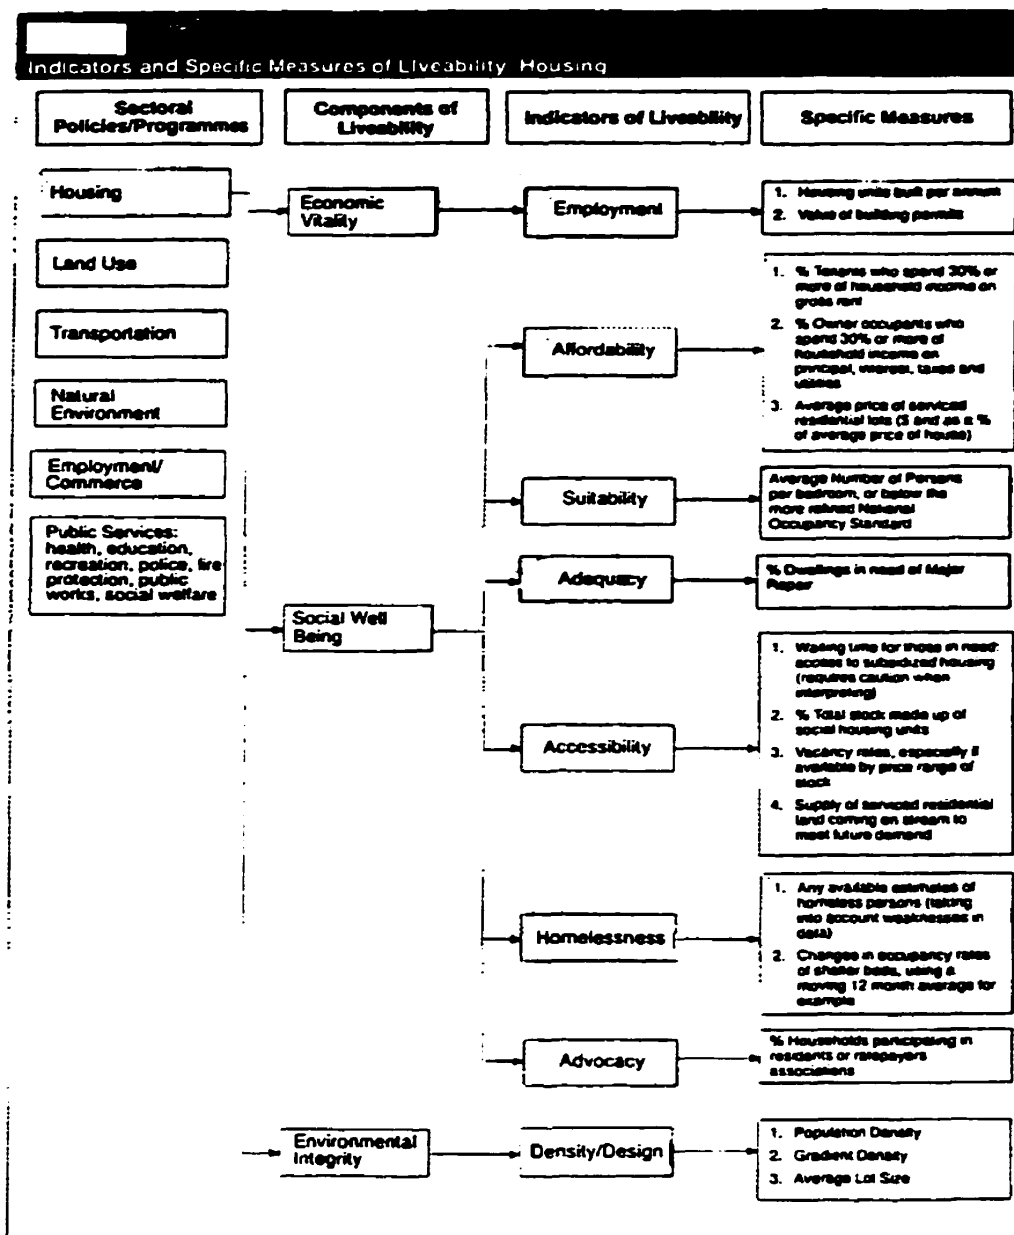 Indicators and Specific Measures of Liveability Housing
Sectoral
Policies/Programmes
Components of
Liveability
Indicators of Liveability
Specific Measures
Housing
Land Use
Transportation
Natural
Environment
Employment/
Commerce
Public Services:
health, education,
recreation, police, fire
protection, public
works, social welfare
Economic
Vitality
Social Well
Being
Environmental
Integrity
Employment
Affordability
Suitability
Adequacy
Accessibility
Homelessness
Advocacy
Density/Design
1. Housing units built per annum
2. Value of building permits
1. % Tenants who spend 30% or
more of household income on
gross rent
2. % Owner occupants who
spend 30% or more of
household income on
principal, interest, taxes and
utilities
3. Average price of serviced
residential lots ($ and as a %
of average price of house)
Average Number of Persons
per bedroom, or below the
more refined National
Occupancy Standard
% Dwellings in need of Major
Repair
1. Waiting time for those in need:
access to subsidized housing
(requires caution when
interpreting)
2. % Total stock made up of
social housing units
3. Vacancy rates, especially if
available by price range of
stock
4. Supply of serviced residential
land coming on stream to
meet future demand
1. Any available estimates of
homeless persons (taking
into account weaknesses in
data)
2. Changes in occupancy rates
of shelter beds, using a
moving 12 month average for
example
% Households participating in
residents or ratepayers
associations
1. Population Density
2. Gradient Density
3. Average Lot Size